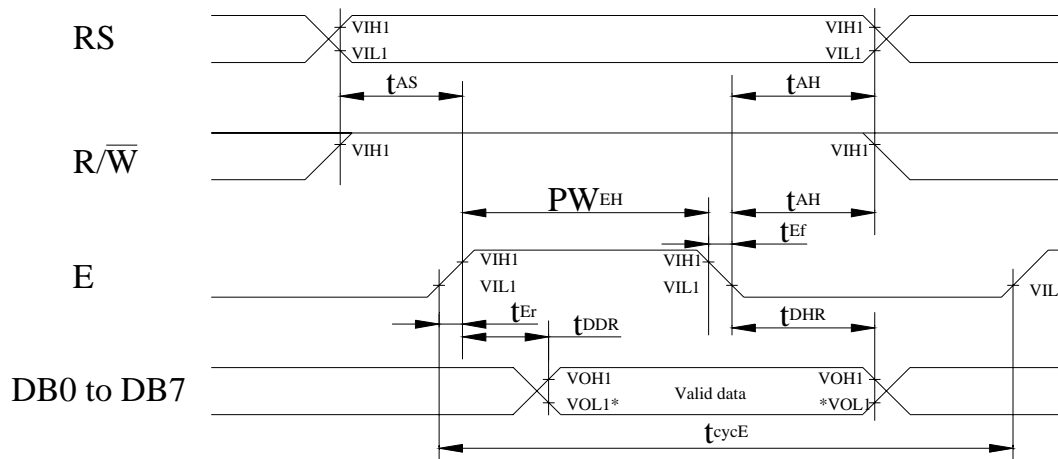 RS
VIH1 VIH1
VIL1 VIL1
tAS tAH
R/W̅
VIH1 VIH1
PWEH tAH
tEf
E
VIH1 VIH1
VIL1 VIL1 VIL
tEr tDDR tDHR
DB0 to DB7
VOH1 VOH1
VOL1* Valid data *VOL1
tcycE